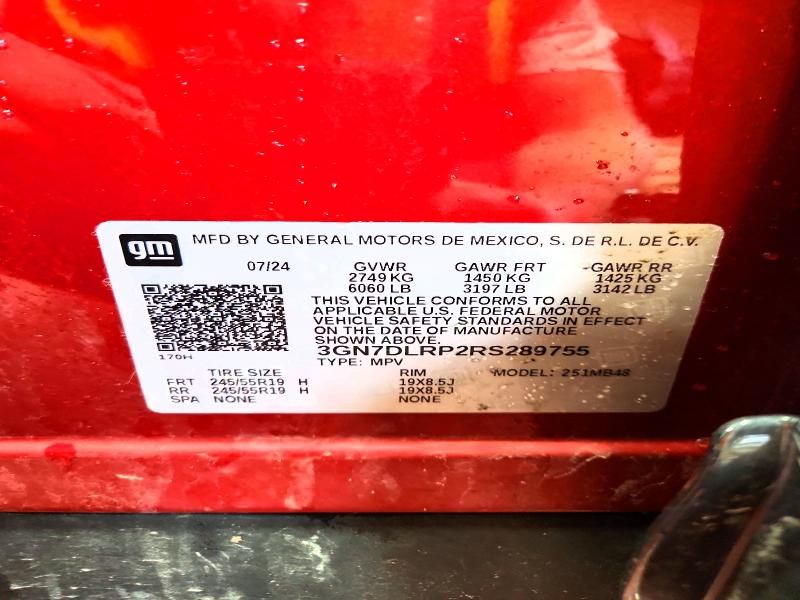 gm MFD BY GENERAL MOTORS DE MEXICO, S. DE R.L. DE C.V.
07/24 GVWR GAWR FRT GAWR RR
2749 KG 1450 KG 1425 KG
6060 LB 3197 LB 3142 LB
THIS VEHICLE CONFORMS TO ALL
APPLICABLE U.S. FEDERAL MOTOR
VEHICLE SAFETY STANDARDS IN EFFECT
ON THE DATE OF MANUFACTURE
SHOWN ABOVE.
3GN7DLRP2RS289755
170H
TYPE: MPV
TIRE SIZE RIM MODEL: 251MB48
FRT 245/55R19 H 19X8.5J
RR 245/55R19 H 19X8.5J
SPA NONE NONE